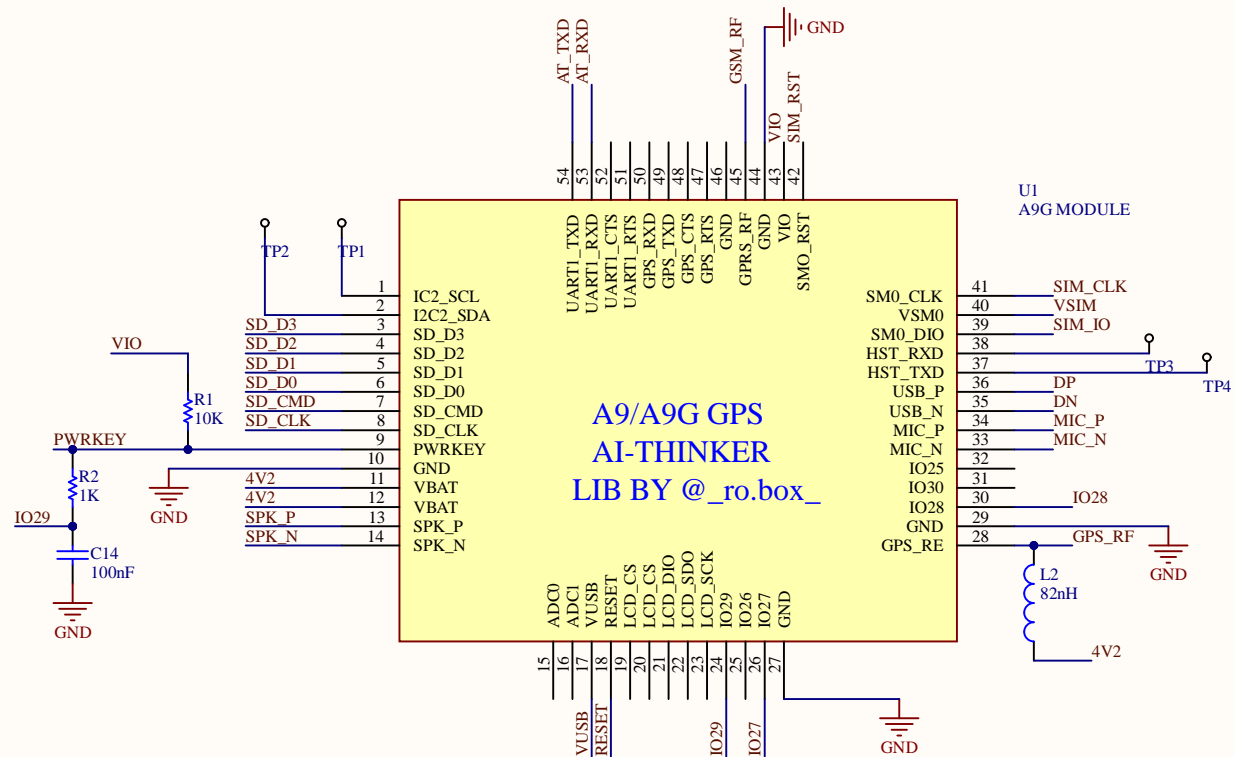 AT_TXD
AT_RXD
GSM_RF
GND
VIO
SIM_RST
54
53
52
51
50
49
48
47
46
45
44
43
42
UART1_TXD
UART1_RXD
UART1_CTS
UART1_RTS
GPS_RXD
GPS_TXD
GPS_CTS
GPS_RTS
GND
GPRS_RF
GND
VIO
SMO_RST
U1
A9G MODULE
TP2
TP1
1 IC2_SCL
2 I2C2_SDA
SD_D3 3 SD_D3
SD_D2 4 SD_D2
SD_D1 5 SD_D1
SD_D0 6 SD_D0
SD_CMD 7 SD_CMD
SD_CLK 8 SD_CLK
PWRKEY 9 PWRKEY
10 GND
4V2 11 VBAT
4V2 12 VBAT
SPK_P 13 SPK_P
SPK_N 14 SPK_N
VIO
R1
10K
R2
1K
GND
IO29
C14
100nF
GND
A9/A9G GPS
AI-THINKER
LIB BY @_ro.box_
SM0_CLK 41 SIM_CLK
VSM0 40 VSIM
SM0_DIO 39 SIM_IO
HST_RXD 38
HST_TXD 37
TP3
TP4
USB_P 36 DP
USB_N 35 DN
MIC_P 34 MIC_P
MIC_N 33 MIC_N
IO25 32
IO30 31
IO28 30 IO28
GND 29
GPS_RE 28 GPS_RF
GND
L2
82nH
4V2
ADC0
ADC1
VUSB
RESET
LCD_CS
LCD_CS
LCD_DIO
LCD_SDO
LCD_SCK
IO29
IO26
IO27
GND
15
16
17
18
19
20
21
22
23
24
25
26
27
VUSB
RESET
IO29
IO27
GND